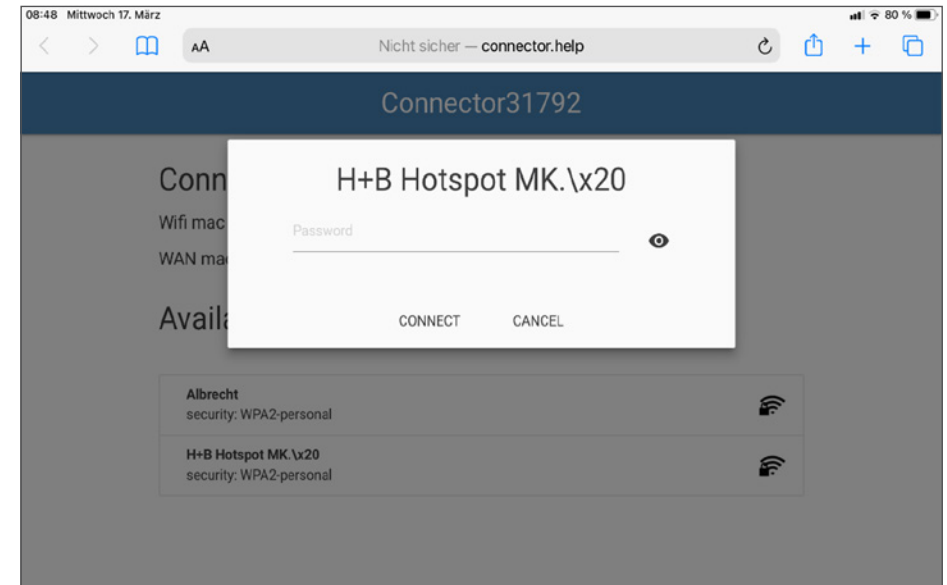 08:48 Mittwoch 17. März
80 %
AA
Nicht sicher — connector.help
Connector31792
Conn
Wifi mac
WAN mac
Availa
H+B Hotspot MK.\x20
Password
CONNECT
CANCEL
Albrecht
security: WPA2-personal
H+B Hotspot MK.\x20
security: WPA2-personal